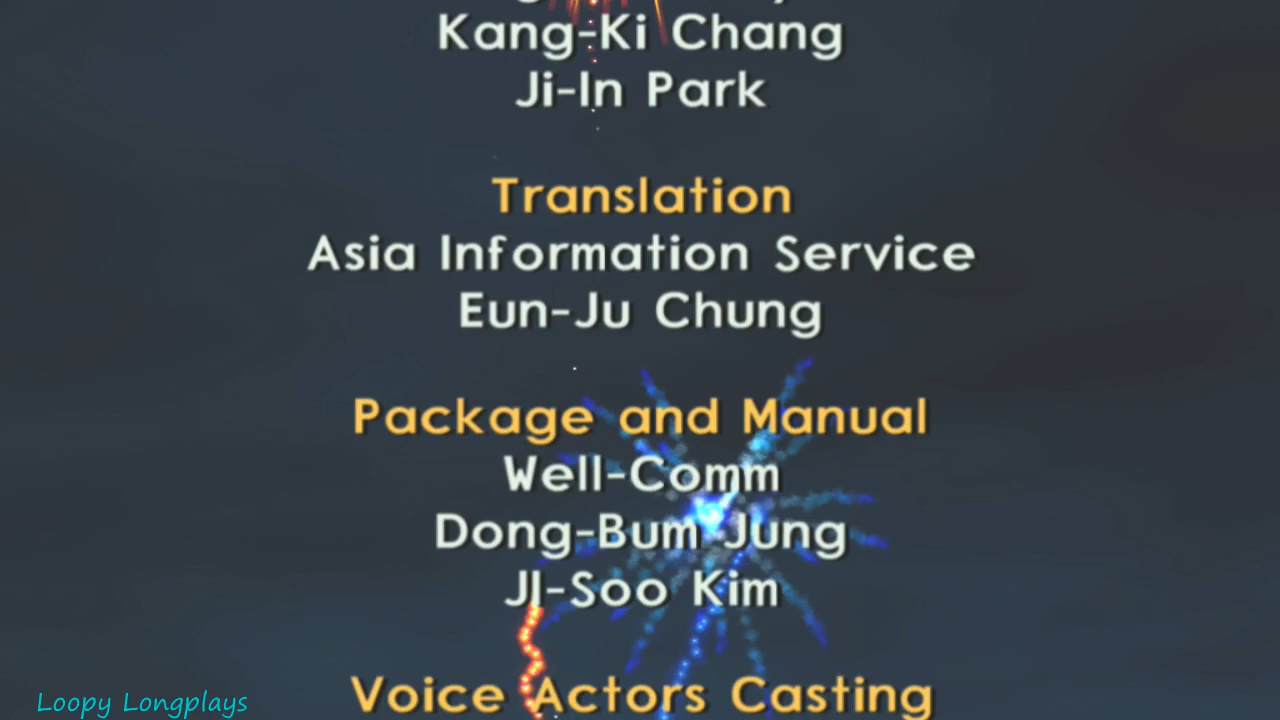 Kang-Ki Chang
Ji-In Park
Translation
Asia Information Service
Eun-Ju Chung
Package and Manual
Well-Comm
Dong-Bum Jung
JI-Soo Kim
Voice Actors Casting
Loopy Longplays